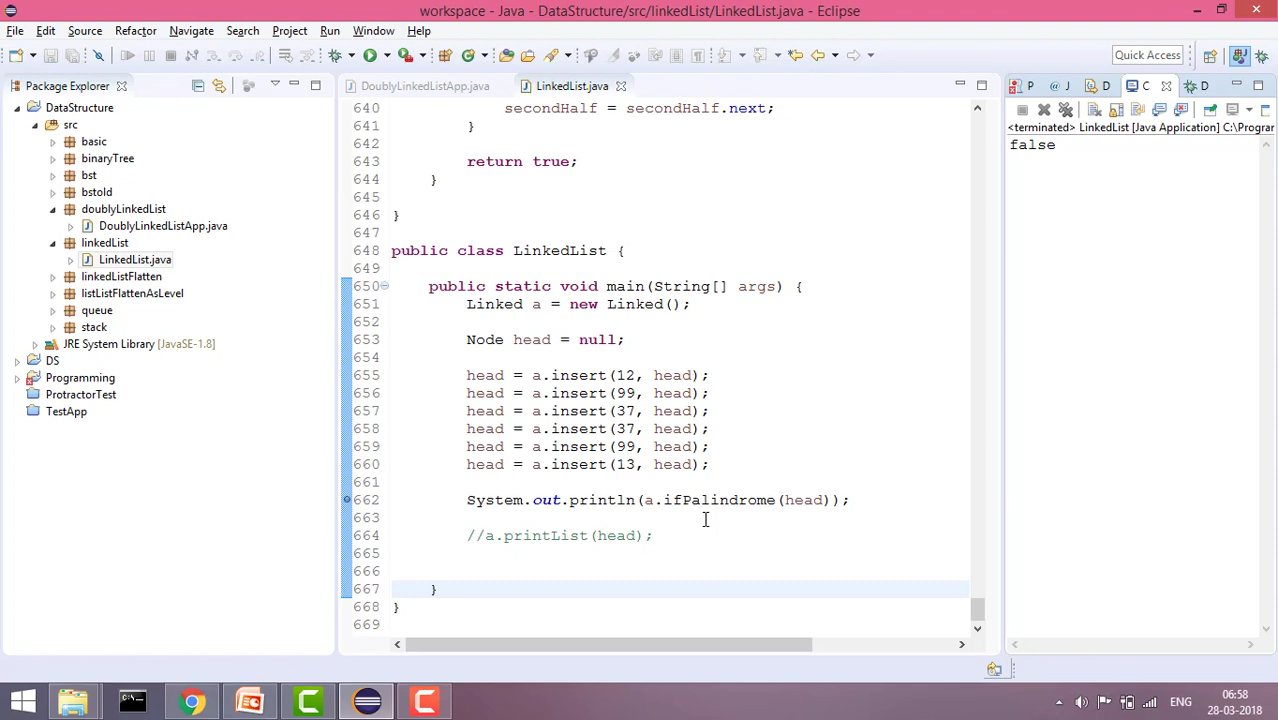 workspace - Java - DataStructure/src/linkedList/LinkedList.java - Eclipse
File Edit Source Refactor Navigate Search Project Run Window Help
Quick Access
Package Explorer
DataStructure
src
basic
binaryTree
bst
bstold
doublyLinkedList
DoublyLinkedListApp.java
linkedList
LinkedList.java
linkedListFlatten
listListFlattenAsLevel
queue
stack
JRE System Library [JavaSE-1.8]
DS
Programming
ProtractorTest
TestApp
DoublyLinkedListApp.java LinkedList.java
640 secondHalf = secondHalf.next;
641 }
642
643 return true;
644 }
645
646 }
647
648 public class LinkedList {
649
650 public static void main(String[] args) {
651 Linked a = new Linked();
652
653 Node head = null;
654
655 head = a.insert(12, head);
656 head = a.insert(99, head);
657 head = a.insert(37, head);
658 head = a.insert(37, head);
659 head = a.insert(99, head);
660 head = a.insert(13, head);
661
662 System.out.println(a.ifPalindrome(head));
663
664 //a.printList(head);
665
666
667 }
668 }
669
P @ J D C D
<terminated> LinkedList [Java Application] C:\Progran
false
ENG
06:58
28-03-2018